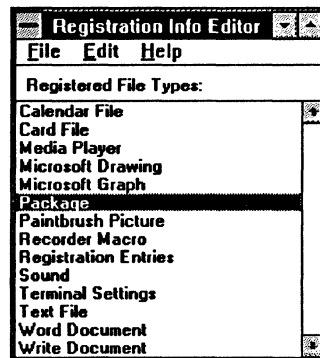 Registration Info Editor
File Edit Help
Registered File Types:
Calendar File
Card File
Media Player
Microsoft Drawing
Microsoft Graph
Package
Paintbrush Picture
Recorder Macro
Registration Entries
Sound
Terminal Settings
Text File
Word Document
Write Document